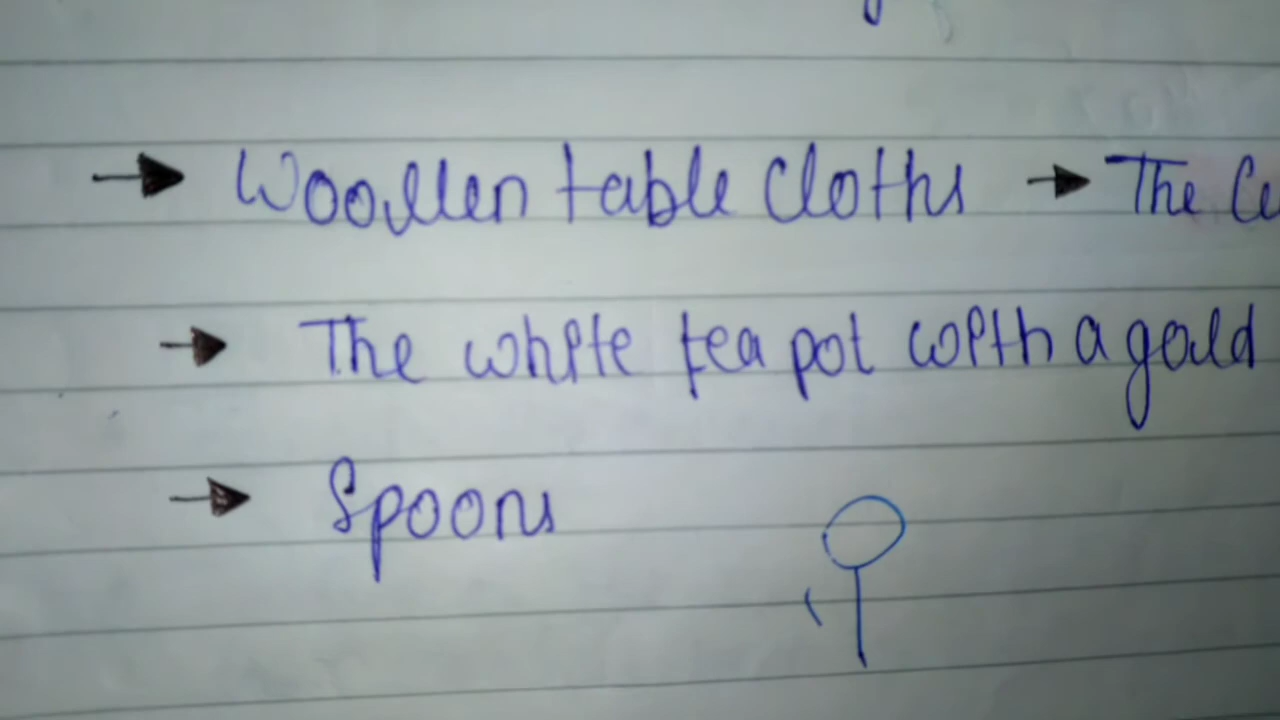 → Woollen table cloths → The
→ The white tea pot with a gold
→ Spoons